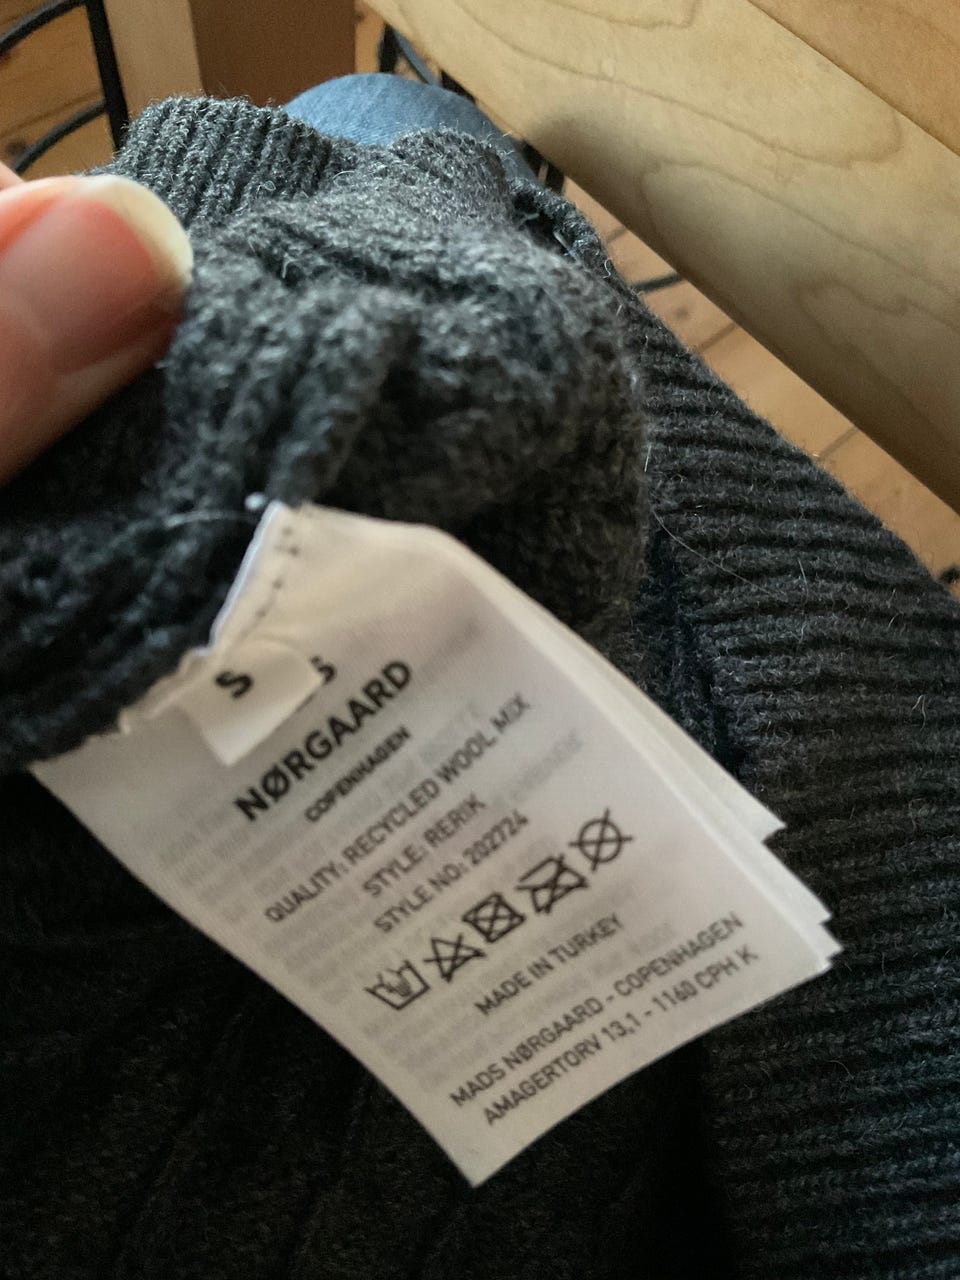 S
S
NØRGAARD
COPENHAGEN
QUALITY: RECYCLED WOOL MIX
STYLE: RERIK
STYLE NO: 202724
MADE IN TURKEY
MADS NØRGAARD - COPENHAGEN
AMAGERTORV 13,1 - 1160 CPH K